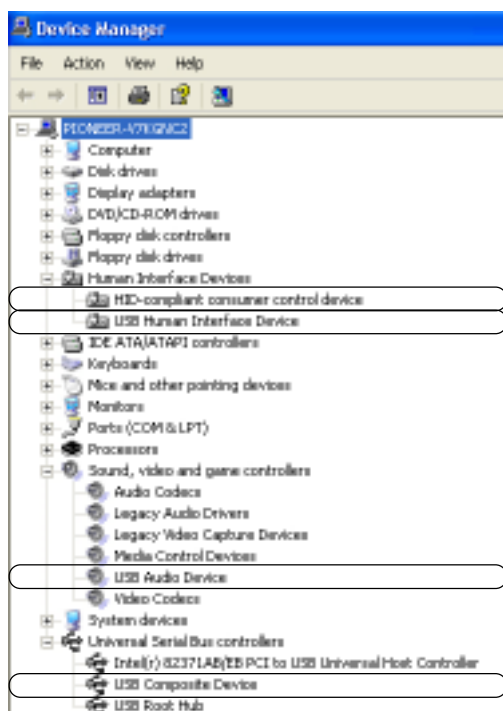 Device Manager
File Action View Help
PIONEER-V7KGNCZ
Computer
Disk drives
Display adapters
DVD/CD-ROM drives
Floppy disk controllers
Floppy disk drives
Human Interface Devices
HID-compliant consumer control device
USB Human Interface Device
IDE ATA/ATAPI controllers
Keyboards
Mice and other pointing devices
Monitors
Ports (COM & LPT)
Processors
Sound, video and game controllers
Audio Codecs
Legacy Audio Drivers
Legacy Video Capture Devices
Media Control Devices
USB Audio Device
Video Codecs
System devices
Universal Serial Bus controllers
Intel(r) 82371AB/EB PCI to USB Universal Host Controller
USB Composite Device
USB Root Hub